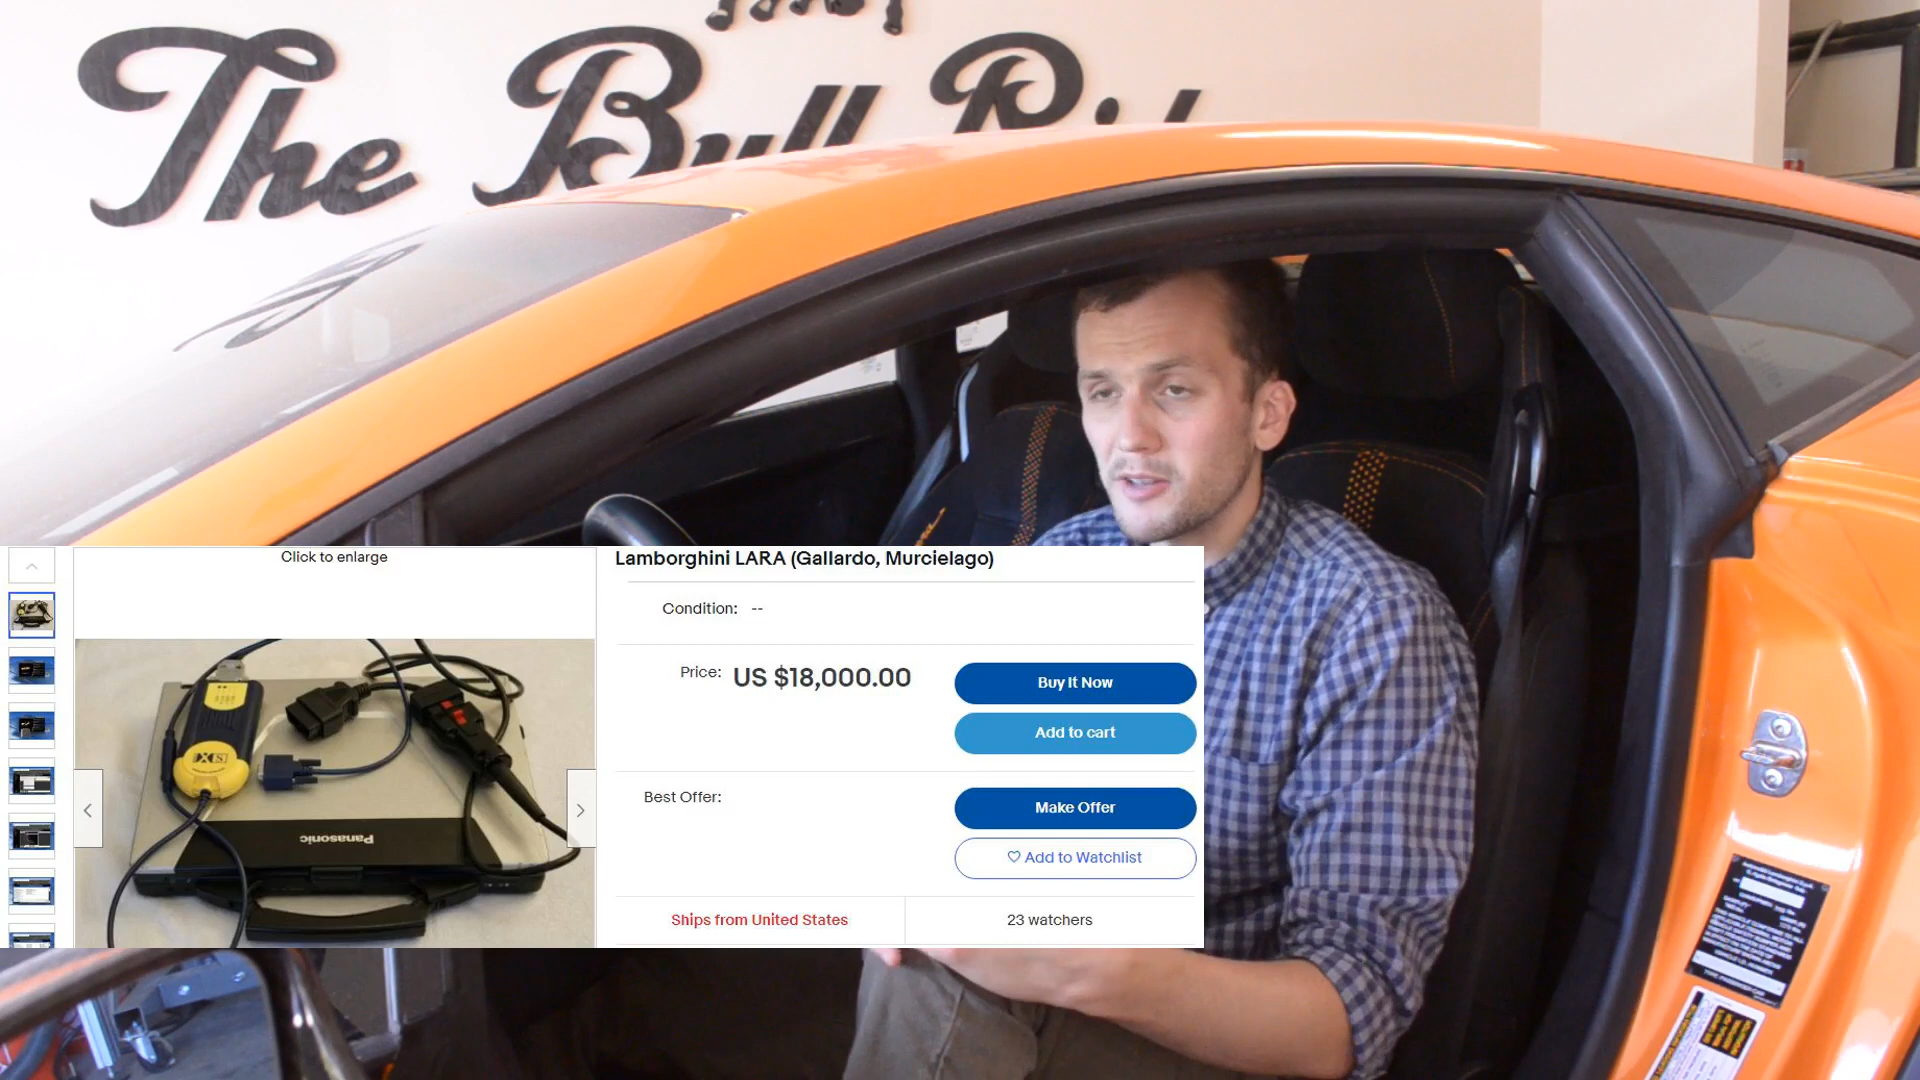 The Bull Rid
Click to enlarge
Lamborghini LARA (Gallardo, Murcielago)
Condition: --
Price: US $18,000.00
Buy It Now
Add to cart
Best Offer:
Make Offer
Add to Watchlist
Ships from United States
23 watchers
Panasonic